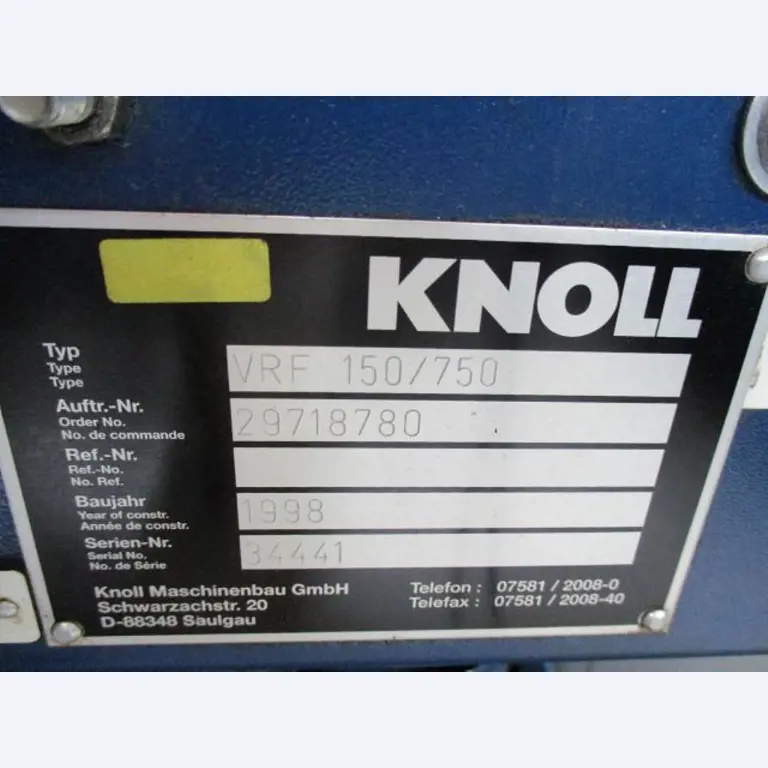 KNOLL
Typ
Type
Type
VRF 150/750
Auftr.-Nr.
Order No.
No. de commande
29718780
Ref.-Nr.
Ref.-No.
No. Ref.
Baujahr
Year of constr.
Année de constr.
1998
Serien-Nr.
Serial No.
No. de Série
34441
Knoll Maschinenbau GmbH
Schwarzachstr. 20
D-88348 Saulgau
Telefon : 07581 / 2008-0
Telefax : 07581 / 2008-40